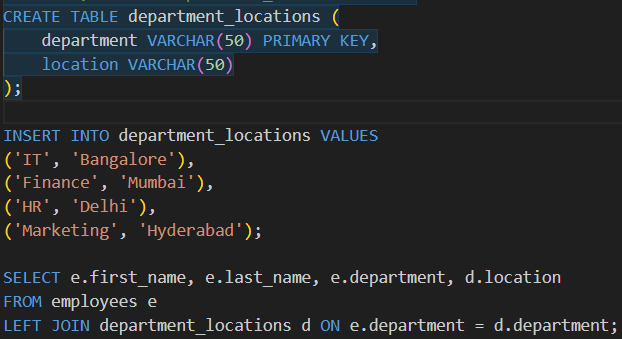 CREATE TABLE department_locations (
    department VARCHAR(50) PRIMARY KEY,
    location VARCHAR(50)
);

INSERT INTO department_locations VALUES
('IT', 'Bangalore'),
('Finance', 'Mumbai'),
('HR', 'Delhi'),
('Marketing', 'Hyderabad');

SELECT e.first_name, e.last_name, e.department, d.location
FROM employees e
LEFT JOIN department_locations d ON e.department = d.department;